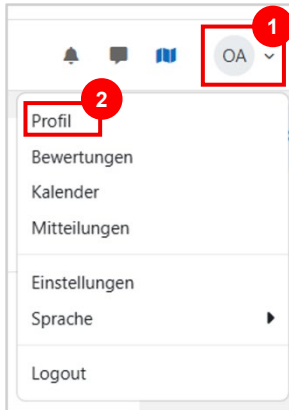 1
OA
2
Profil
Bewertungen
Kalender
Mitteilungen
Einstellungen
Sprache
Logout